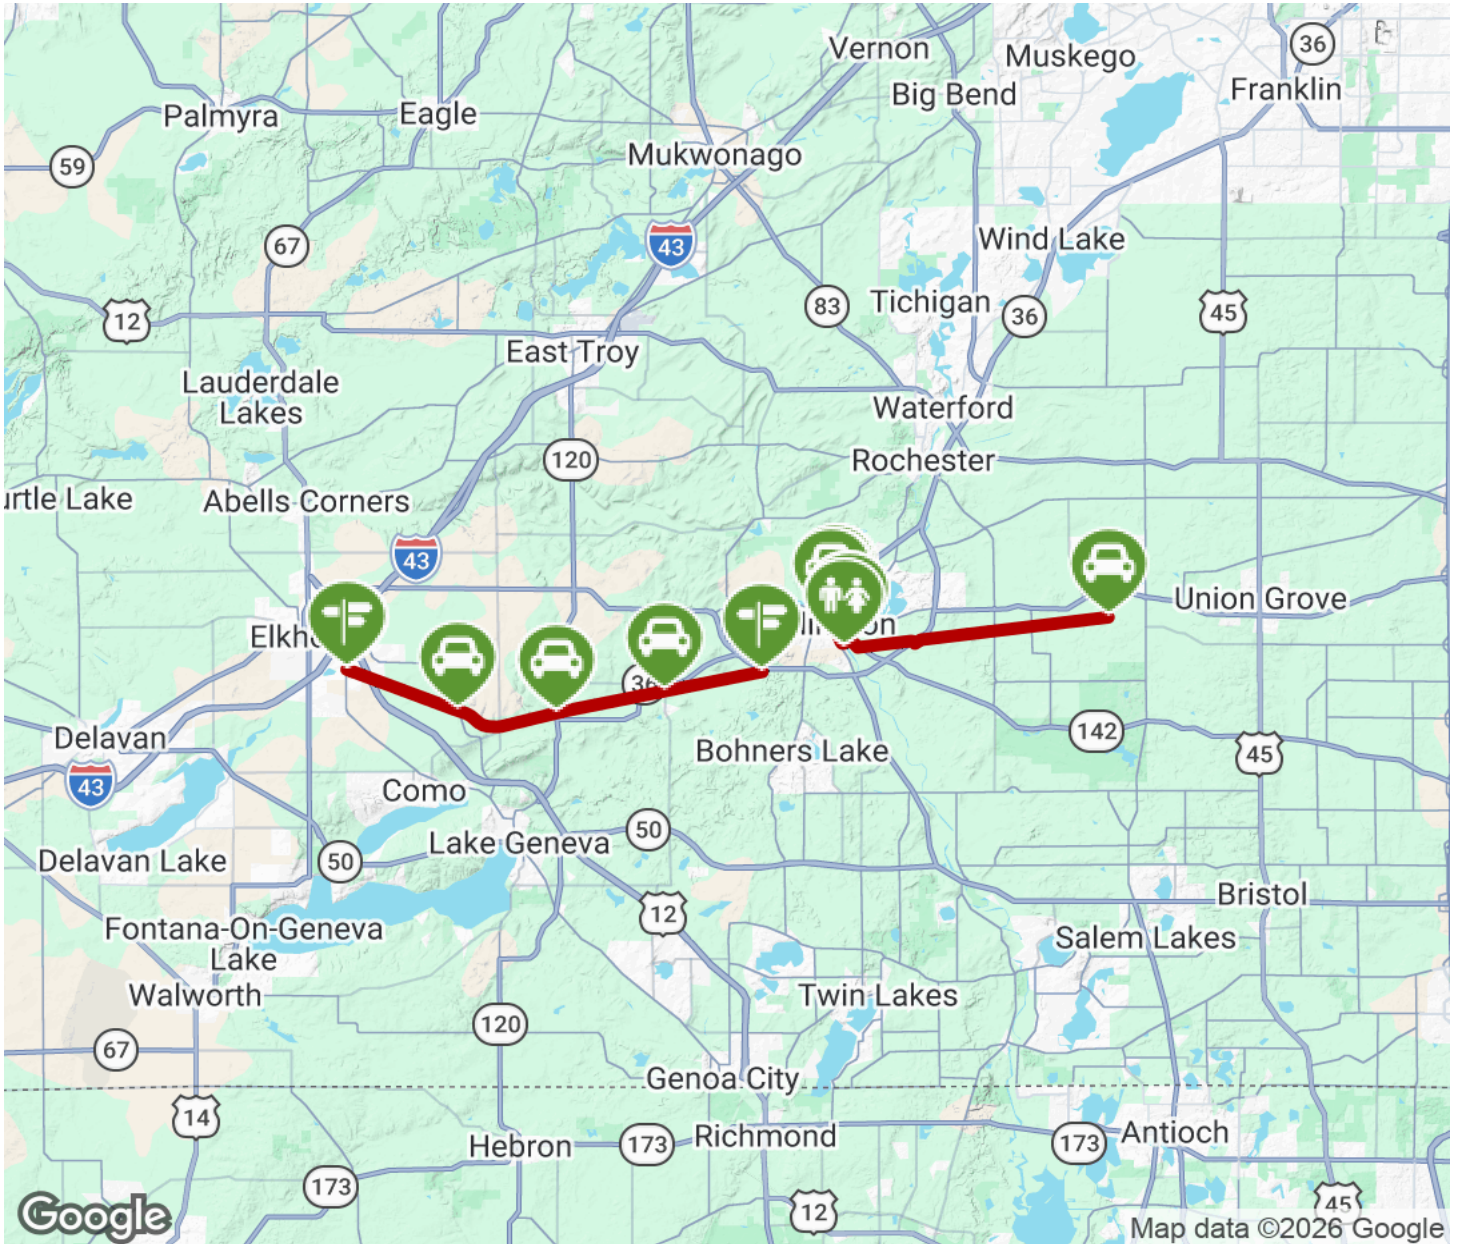 Vernon
Muskego
36
Big Bend
Franklin
Palmyra
Eagle
Mukwonago
59
67
43
Wind Lake
12
83
Tichigan
36
45
East Troy
Lauderdale
Lakes
Waterford
120
Rochester
Abells Corners
43
Union Grove
36
142
Delavan
Bohners Lake
45
43
Como
50
Lake Geneva
Delavan Lake
50
Bristol
12
Fontana-On-Geneva
Lake
Salem Lakes
Walworth
Twin Lakes
120
67
Genoa City
14
Hebron
173
Richmond
173
Antioch
173
12
45
Google
Map data ©2026 Google